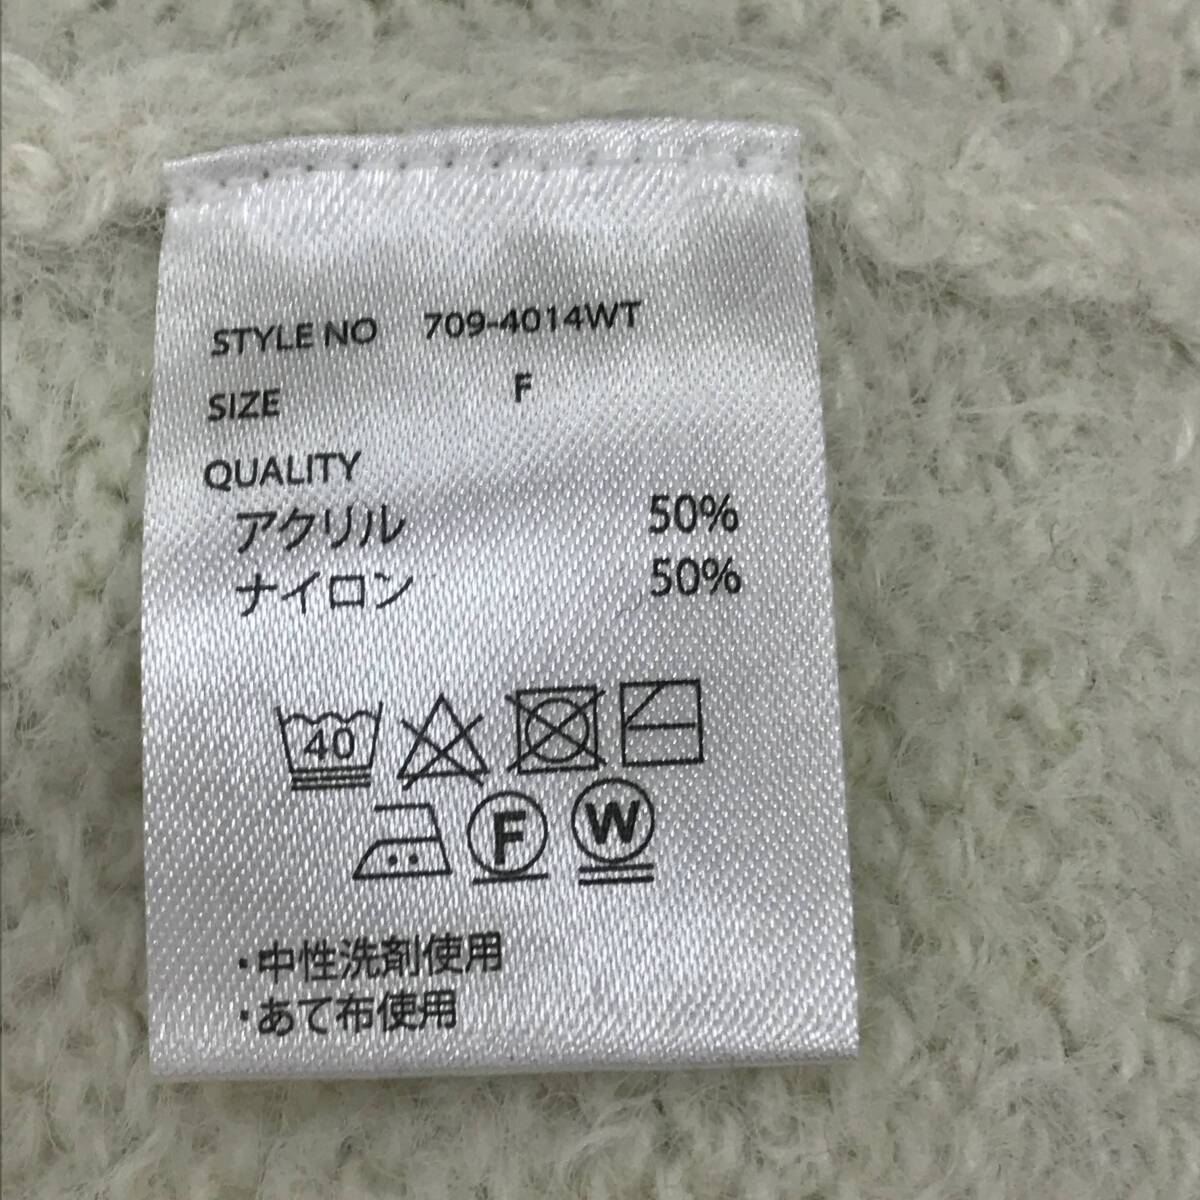 STYLE NO 709-4014WT
SIZE F
QUALITY
アクリル 50%
ナイロン 50%
40
F W
・中性洗剤使用
・あて布使用